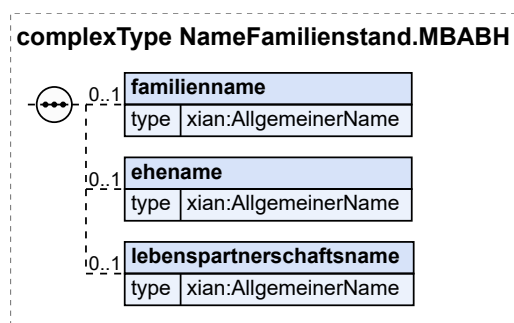 complexType NameFamilienstand.MBABH
0..1 familienname
type xian:AllgemeinerName
0..1 ehename
type xian:AllgemeinerName
0..1 lebenspartnerschaftsname
type xian:AllgemeinerName